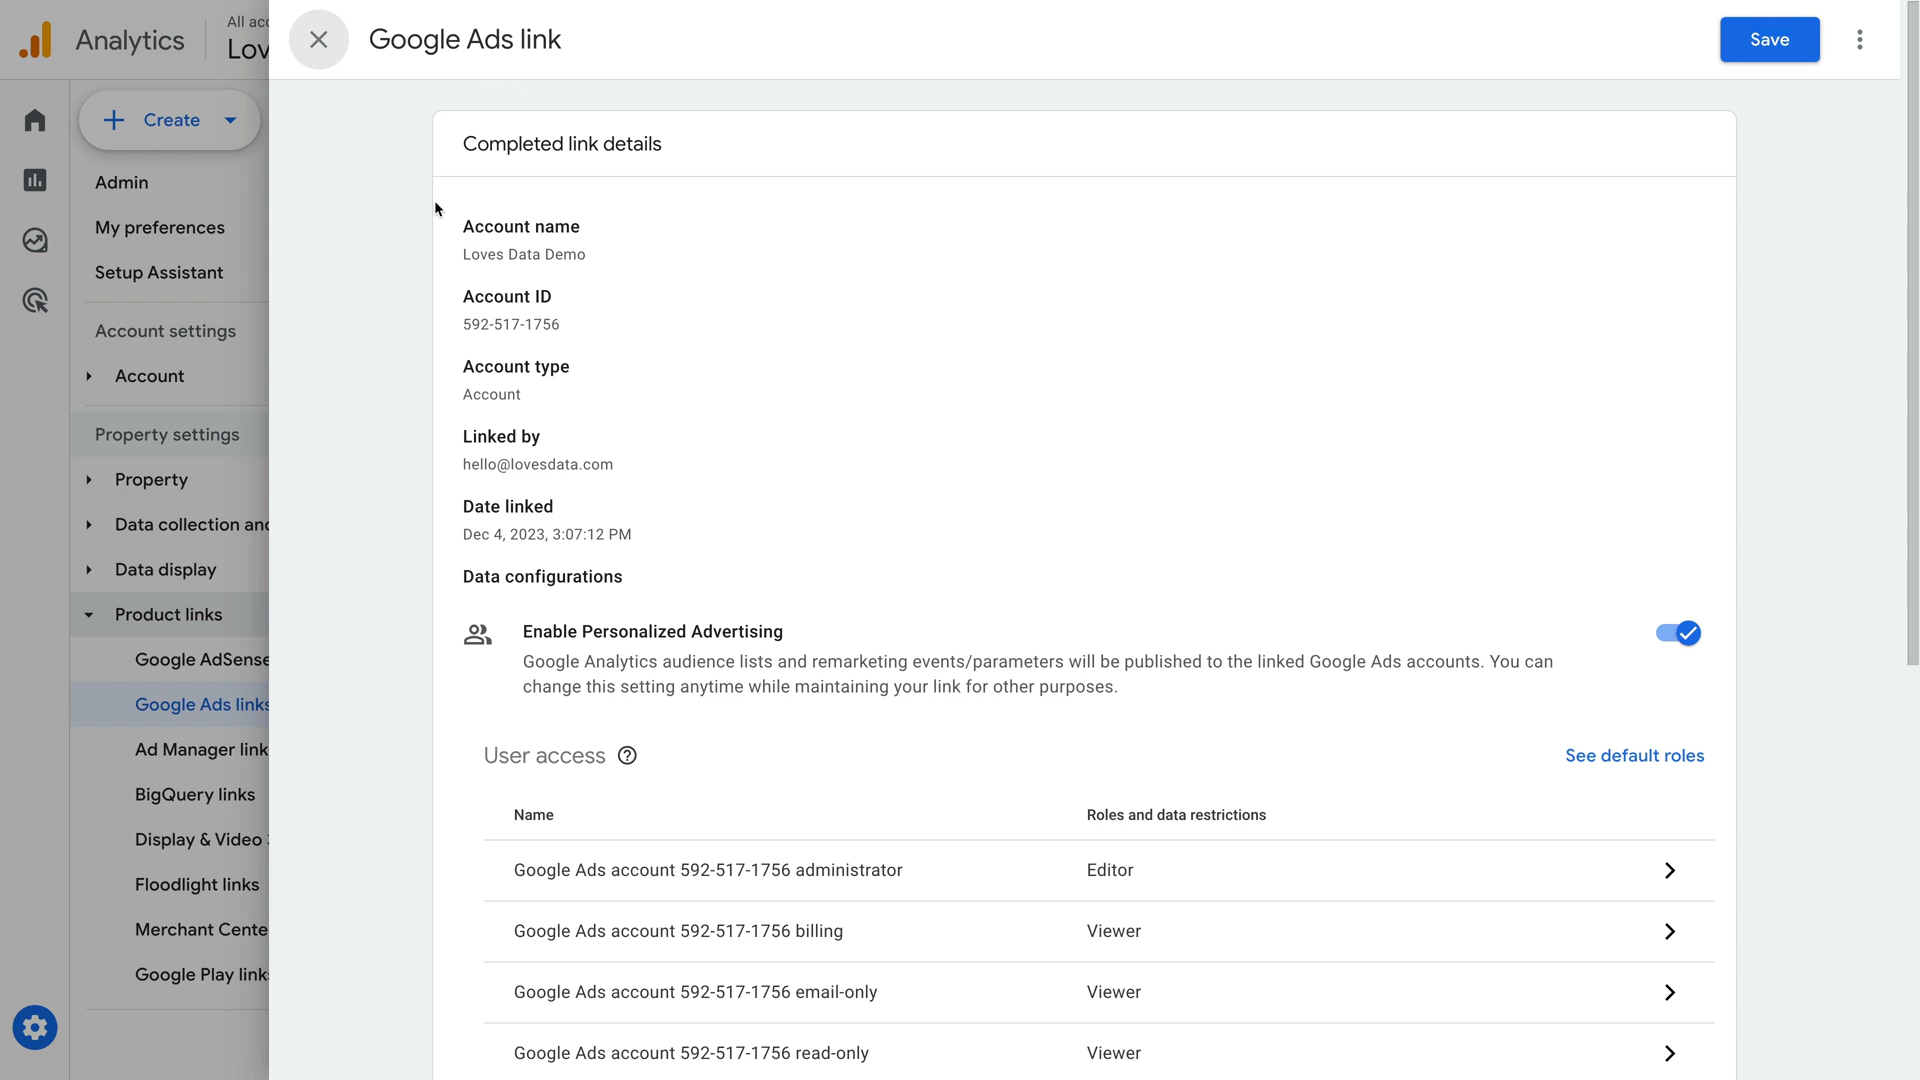 All acc
Analytics
Lov
Google Ads link
Save
Create
Admin
My preferences
Setup Assistant
Account settings
Account
Property settings
Property
Data collection and
Data display
Product links
Google AdSense
Google Ads links
Ad Manager link
BigQuery links
Display & Video 3
Floodlight links
Merchant Cente
Google Play links
Completed link details
Account name
Loves Data Demo
Account ID
592-517-1756
Account type
Account
Linked by
hello@lovesdata.com
Date linked
Dec 4, 2023, 3:07:12 PM
Data configurations
Enable Personalized Advertising
Google Analytics audience lists and remarketing events/parameters will be published to the linked Google Ads accounts. You can
change this setting anytime while maintaining your link for other purposes.
User access
See default roles
Name Roles and data restrictions
Google Ads account 592-517-1756 administrator Editor
Google Ads account 592-517-1756 billing Viewer
Google Ads account 592-517-1756 email-only Viewer
Google Ads account 592-517-1756 read-only Viewer